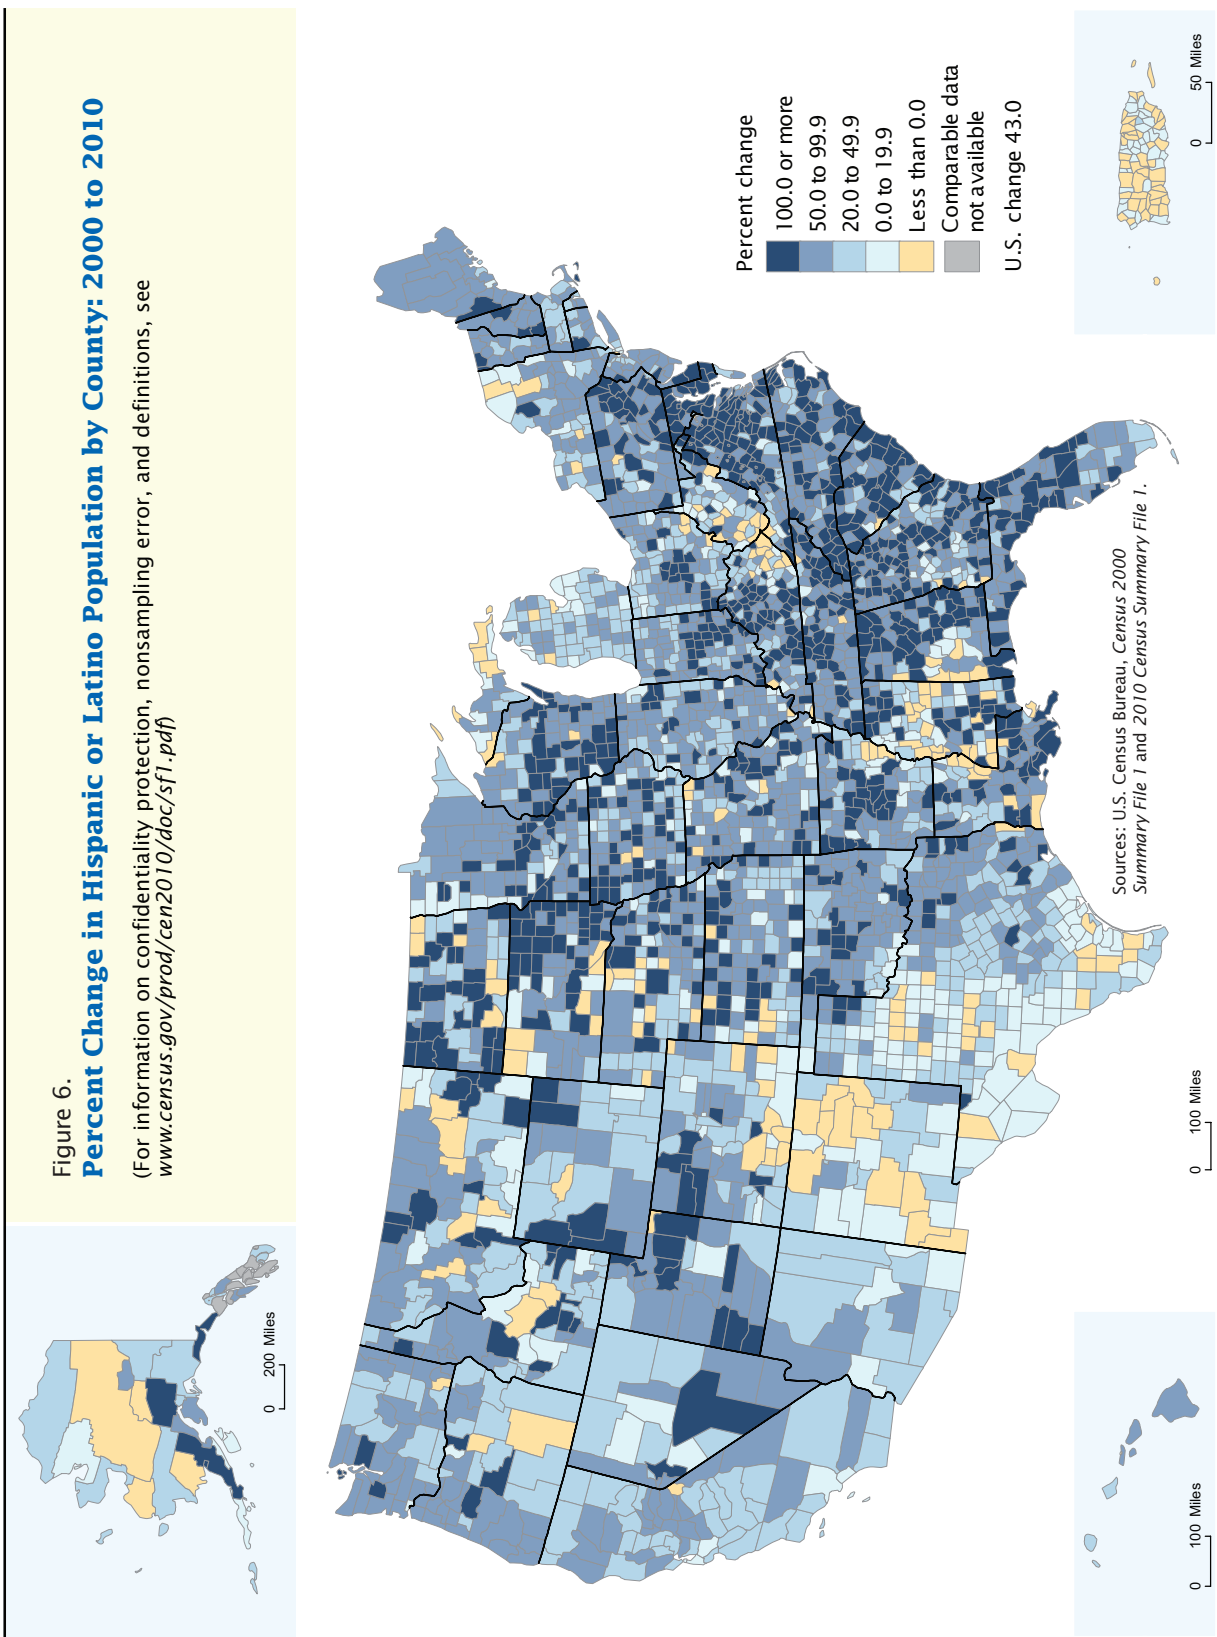 Figure 6.
Percent Change in Hispanic or Latino Population by County: 2000 to 2010
(For information on confidentiality protection, nonsampling error, and definitions, see
www.census.gov/prod/cen2010/doc/sf1.pdf)
0 200 Miles
Percent change
100.0 or more
50.0 to 99.9
20.0 to 49.9
0.0 to 19.9
Less than 0.0
Comparable data
not available
U.S. change 43.0
Sources: U.S. Census Bureau, Census 2000
Summary File 1 and 2010 Census Summary File 1.
0 100 Miles
0 100 Miles
0 50 Miles